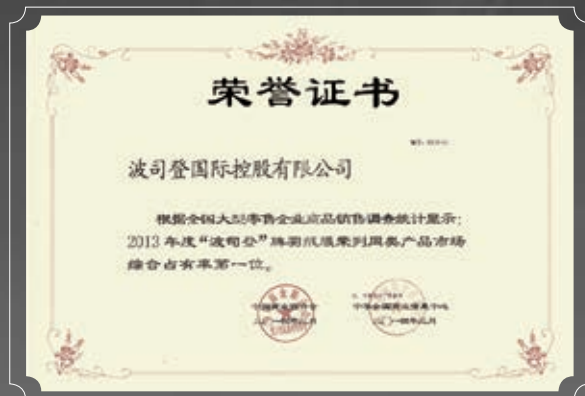 荣誉证书
波司登国际控股有限公司
根据全国大型零售企业商品销售调查统计显示：
2013 年度“波司登”牌羽绒服荣列同类产品市场
综合占有率第一位。